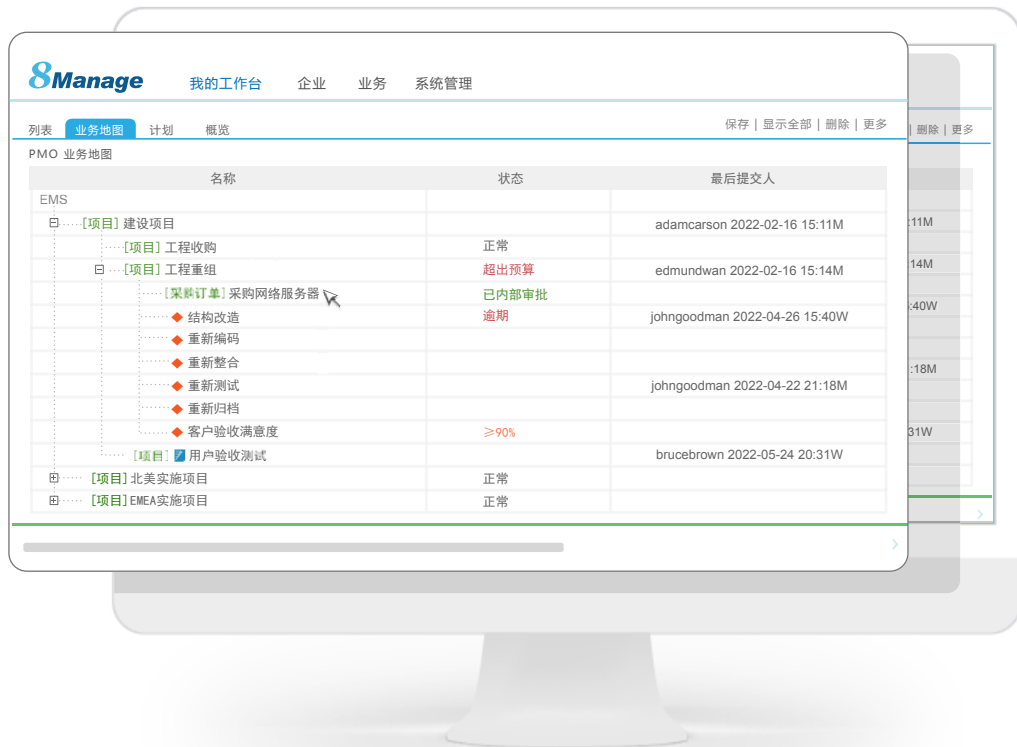 8Manage 我的工作台 企业 业务 系统管理
列表 业务地图 计划 概览 保存 | 显示全部 | 删除 | 更多
| 删除 | 更多
PMO 业务地图
名称 状态 最后提交人
EMS
[项目] 建设项目 adamcarson 2022-02-16 15:11M
:11M
[项目] 工程收购 正常
[项目] 工程重组 超出预算 edmundwan 2022-02-16 15:14M
14M
[采购订单] 采购网络服务器 已内部审批
:40W
结构改造 逾期 johngoodman 2022-04-26 15:40W
重新编码
重新整合
:18M
重新测试 johngoodman 2022-04-22 21:18M
重新归档
客户验收满意度 ≥90%
31W
[项目] 用户验收测试 brucebrown 2022-05-24 20:31W
[项目] 北美实施项目 正常
[项目] EMEA实施项目 正常